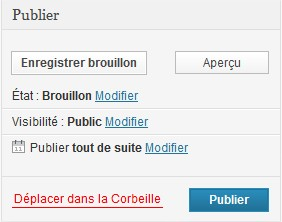 Publier
Enregistrer brouillon Aperçu
État : Brouillon Modifier
Visibilité : Public Modifier
Publier tout de suite Modifier
Déplacer dans la Corbeille Publier